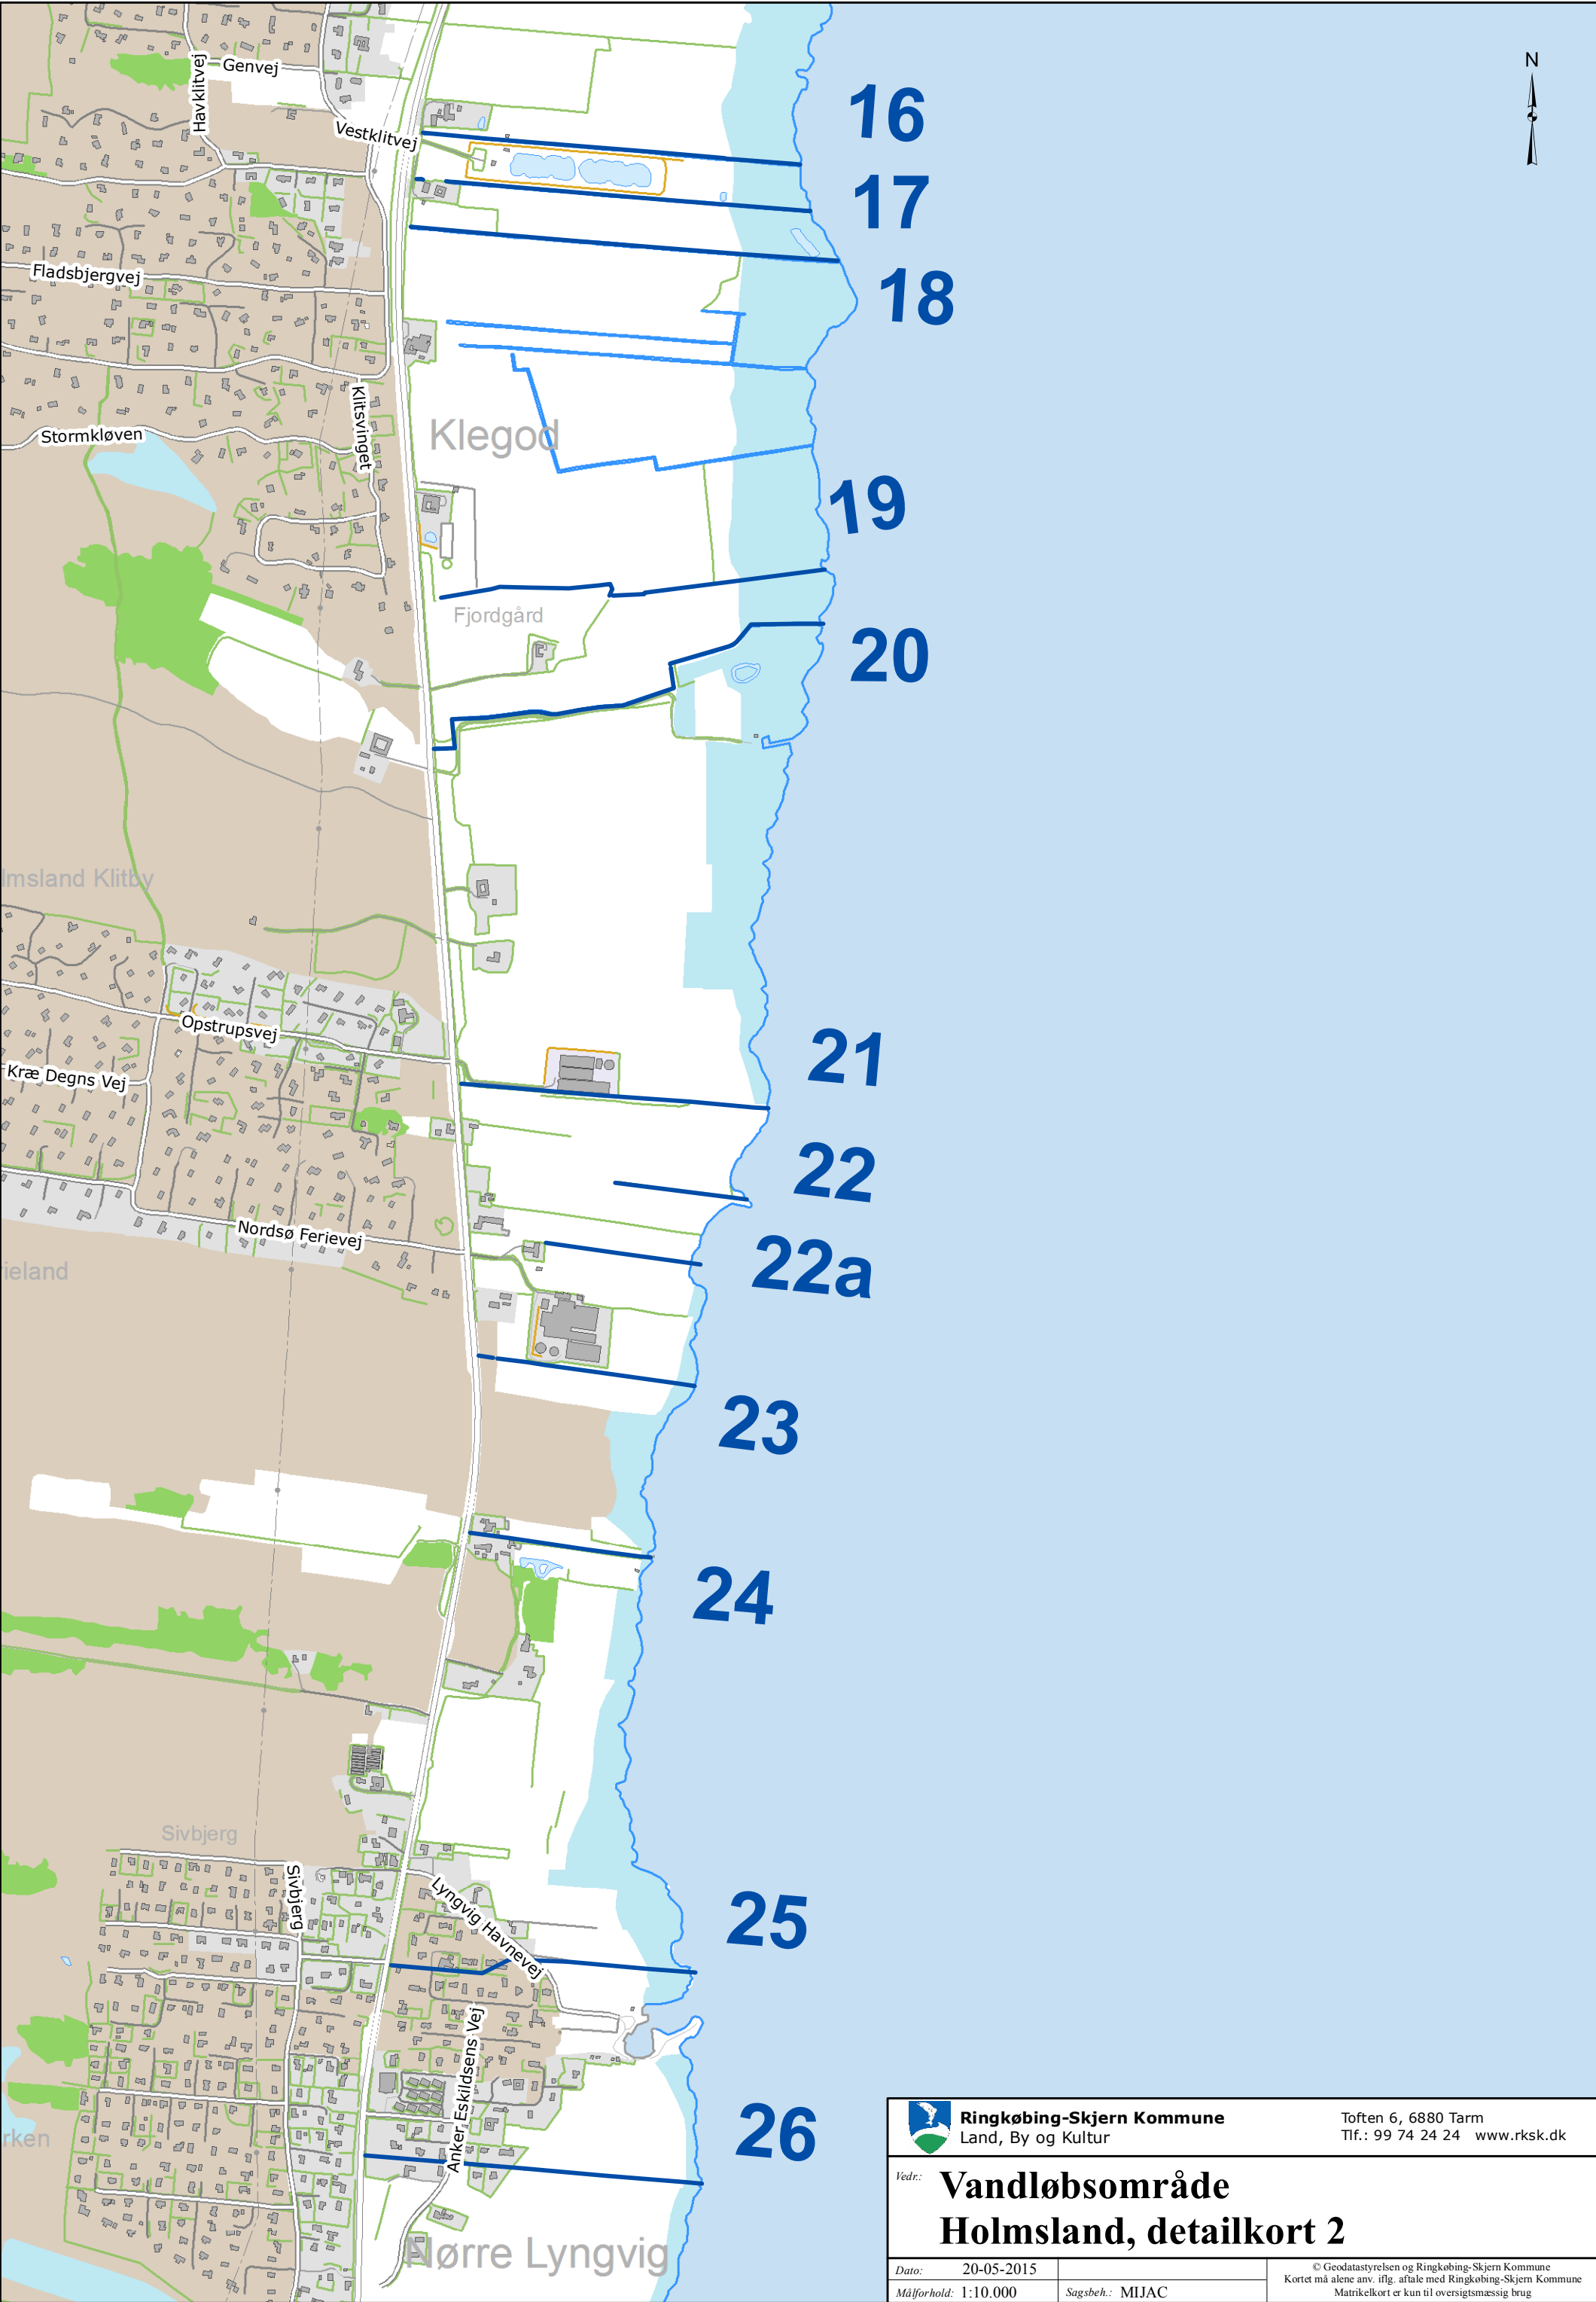 N
Genvej
Havklitvej
Vestklitvej
16
17
Fladsbjergvej
18
Klitsvinget
Klegod
Stormkløven
19
Fjordgård
20
lmsland Klitby
Opstrupsvej
21
Kræ Degns Vej
22
Nordsø Ferievej
22a
rieland
23
24
Sivbjerg
Sivbjerg
Lyngvig Havnevej
25
Anker Eskildsens Vej
26
rken
Nørre Lyngvig
Ringkøbing-Skjern Kommune
Land, By og Kultur
Toften 6, 6880 Tarm
Tlf.: 99 74 24 24 www.rksk.dk
Vedr.: Vandløbsområde
Holmsland, detailkort 2
Dato: 20-05-2015
Målforhold: 1:10.000
Sagsbeh.: MIJAC
© Geodatastyrelsen og Ringkøbing-Skjern Kommune
Kortet må alene anv. iflg. aftale med Ringkøbing-Skjern Kommune
Matrikelkort er kun til oversigtsmæssig brug